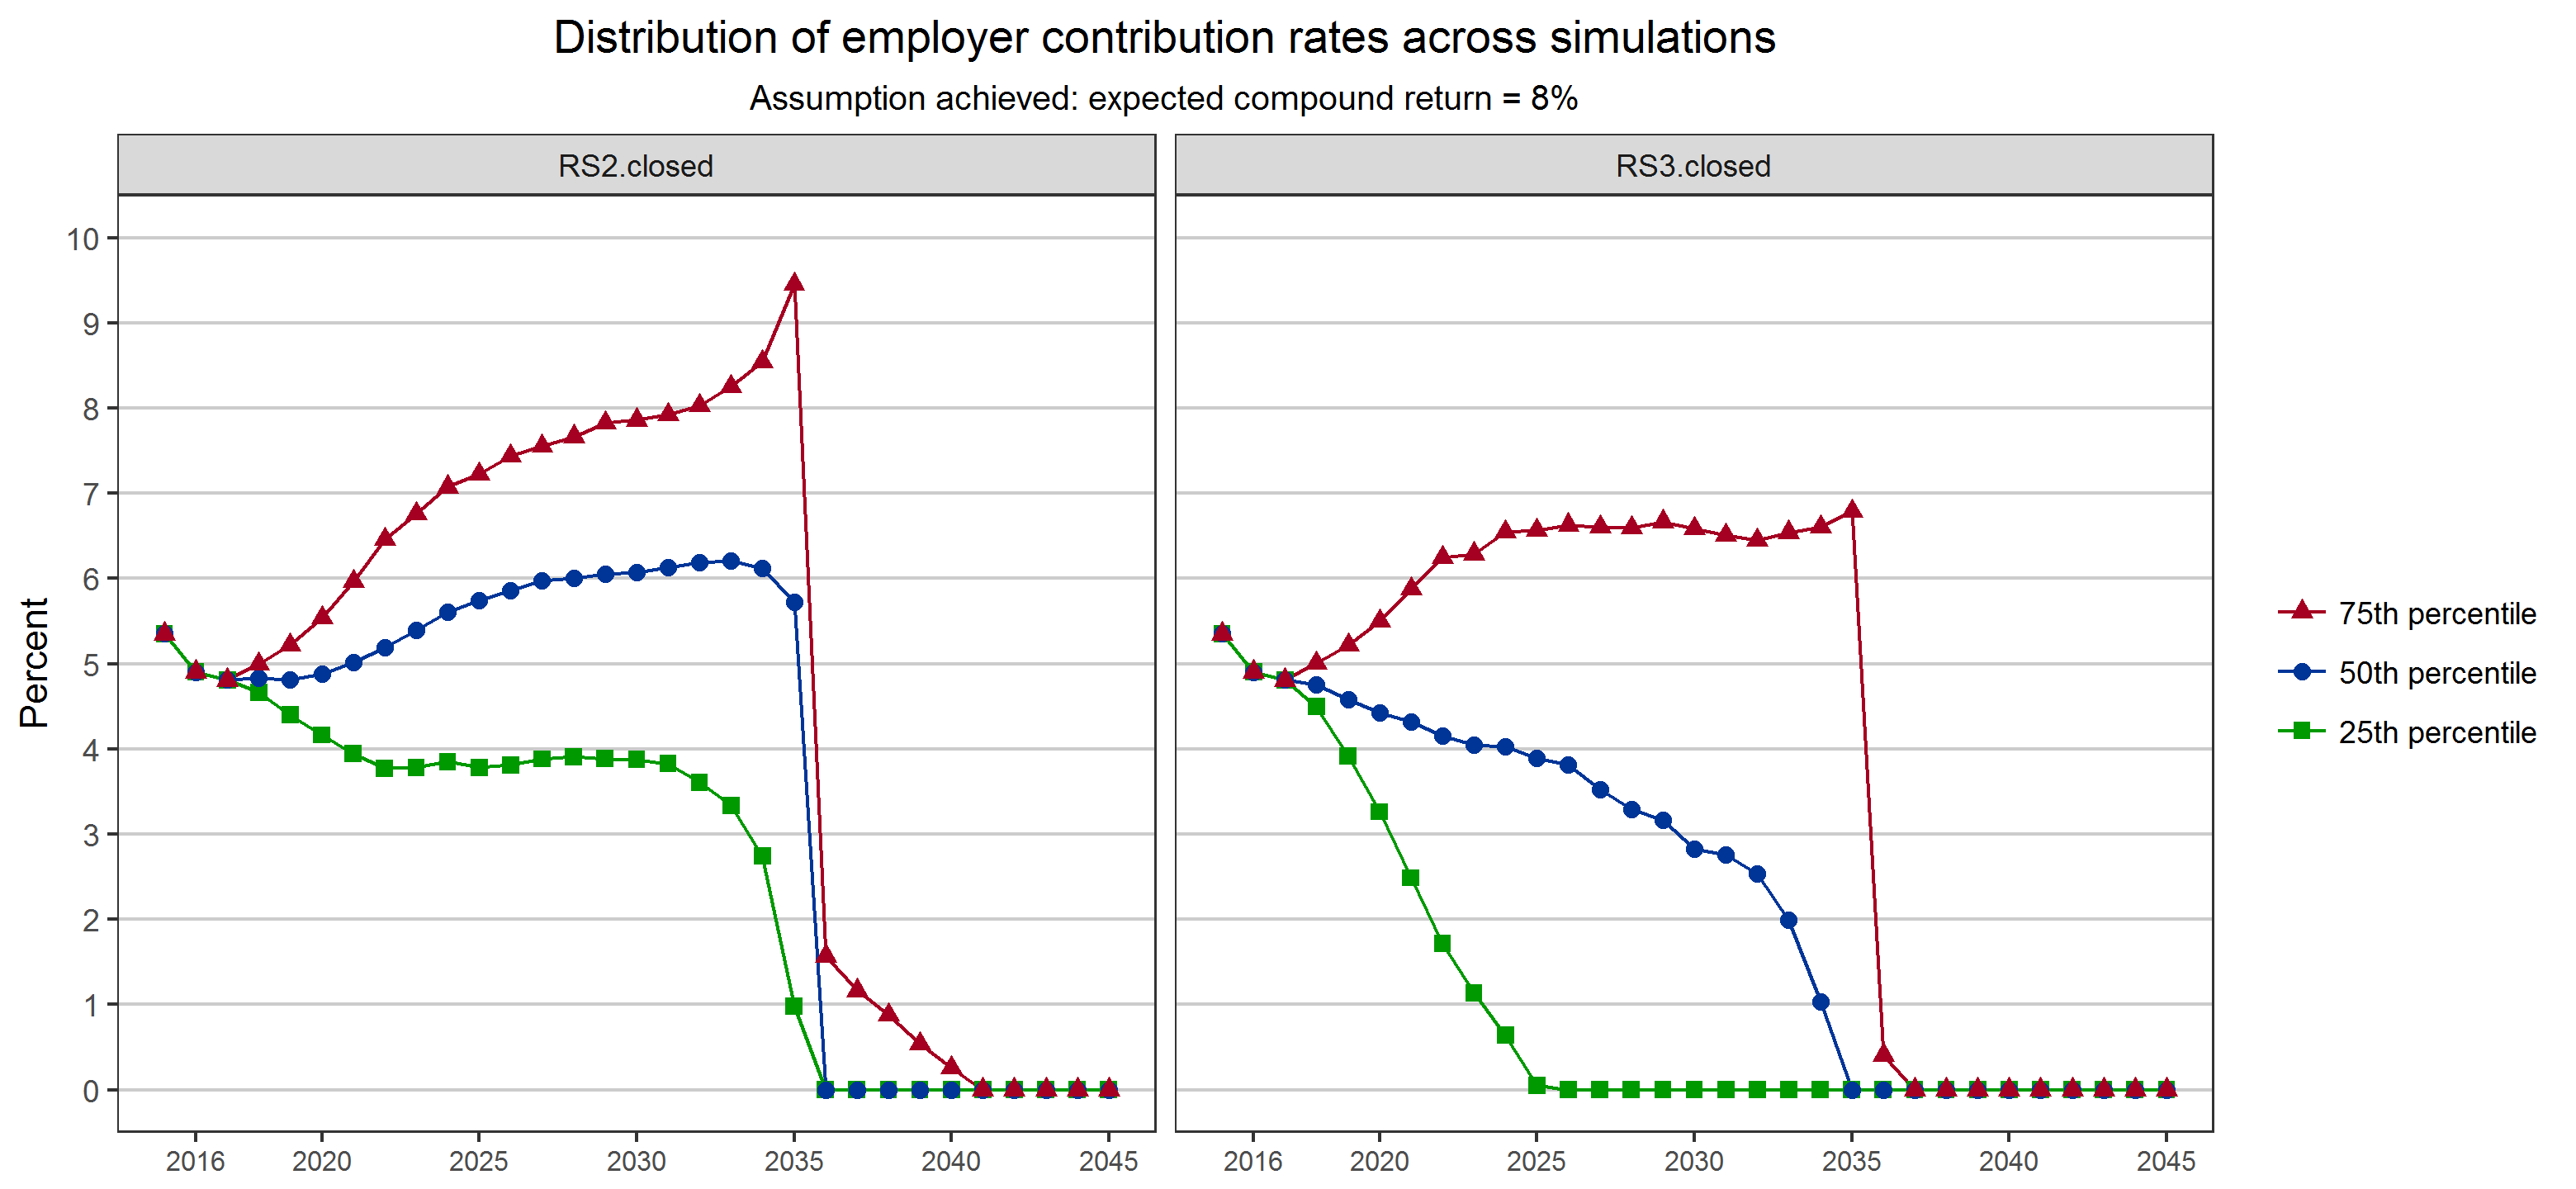 Distribution of employer contribution rates across simulations
Assumption achieved: expected compound return = 8%
RS2.closed RS3.closed
Percent
10
9
8
7
6
5
4
3
2
1
0
2016 2020 2025 2030 2035 2040 2045
2016 2020 2025 2030 2035 2040 2045
75th percentile
50th percentile
25th percentile